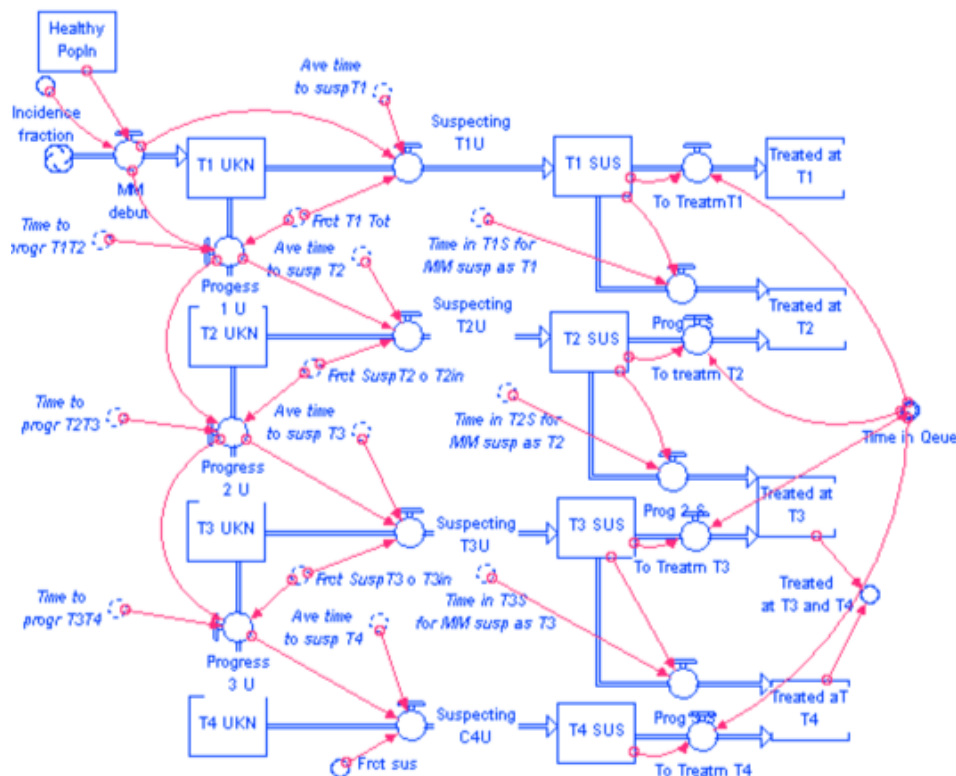 Healthy
Popln
Ave time
to suspT1
Incidence
fraction
Suspecting
T1U
T1 UKN
T1 SUS
Treated at
T1
MM
debut
To TreatmT1
Time to
progr T1T2
Frct T1 Tot
Ave time
to susp T2
Time in T1S for
MM susp as T1
Progess
1 U
Suspecting
T2U
Treated at
T2
T2 UKN
T2 SUS
To treatm T2
Frct SuspT2 o T2in
Time to
progr T2T3
Ave time
to susp T3
Time in T2S for
MM susp as T2
Time in Qeue
Progress
2 U
Suspecting
T3U
Prog 2 S
Treated at
T3
T3 UKN
T3 SUS
To Treatm T3
Frct SuspT3 o T3in
Time to
progr T3T4
Ave time
to susp T4
Time in T3S
for MM susp as T3
Treated
at T3 and T4
Progress
3 U
Suspecting
C4U
Treated aT
T4
T4 UKN
T4 SUS
To Treatm T4
Frct sus